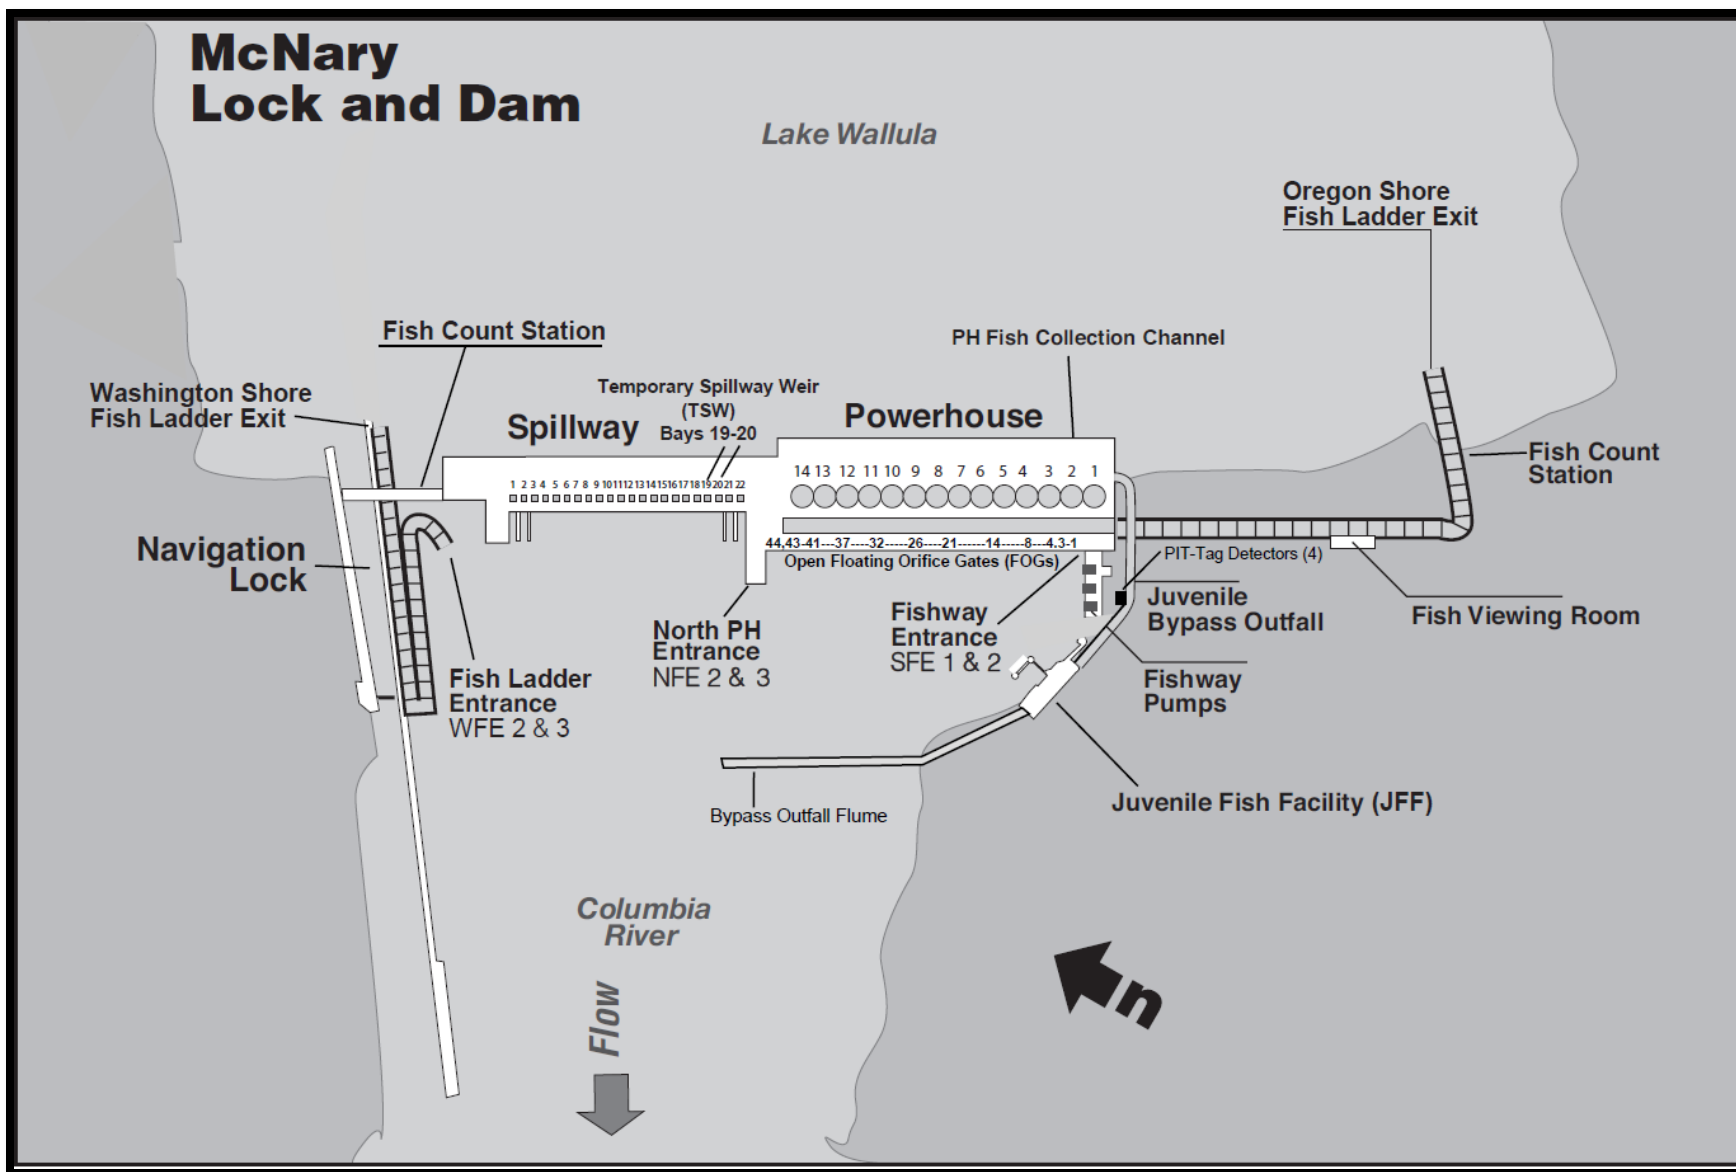 McNary
Lock and Dam
Lake Wallula
Oregon Shore
Fish Ladder Exit
Fish Count Station
PH Fish Collection Channel
Washington Shore
Fish Ladder Exit
Temporary Spillway Weir
(TSW)
Bays 19-20
Spillway
Powerhouse
Fish Count
Station
14 13 12 11 10 9 8 7 6 5 4 3 2 1
1 2 3 4 5 6 7 8 9 10 11 12 13 14 15 16 17 18 19 20 21 22
Navigation
Lock
44,43-41---37----32-----26----21------14-----8---4.3-1
Open Floating Orifice Gates (FOGs)
PIT-Tag Detectors (4)
Juvenile
Bypass Outfall
Fish Viewing Room
Fishway
Entrance
SFE 1 & 2
North PH
Entrance
NFE 2 & 3
Fish Ladder
Entrance
WFE 2 & 3
Fishway
Pumps
Juvenile Fish Facility (JFF)
Bypass Outfall Flume
Columbia
River
Flow
n